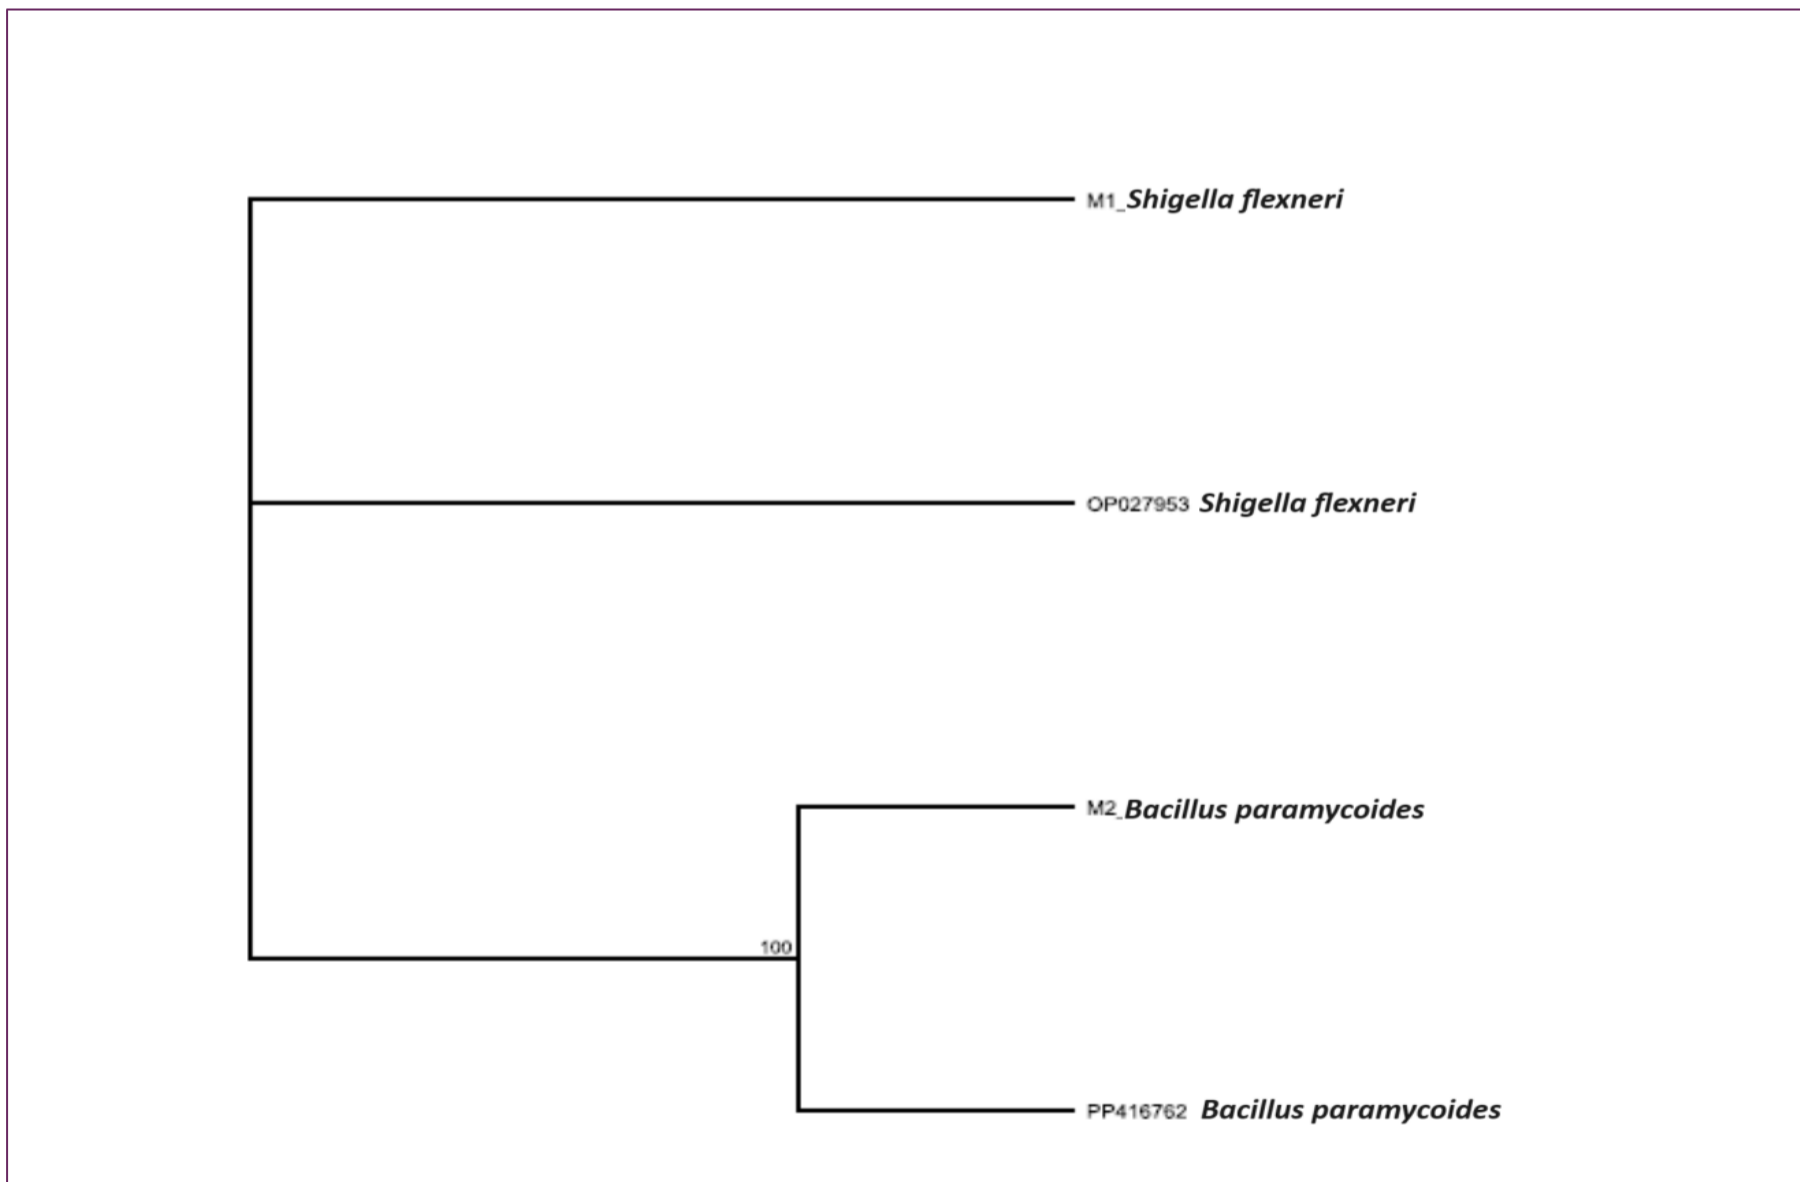 M1_Shigella flexneri
OP027953 Shigella flexneri
M2_Bacillus paramycoides
100
PP416762 Bacillus paramycoides